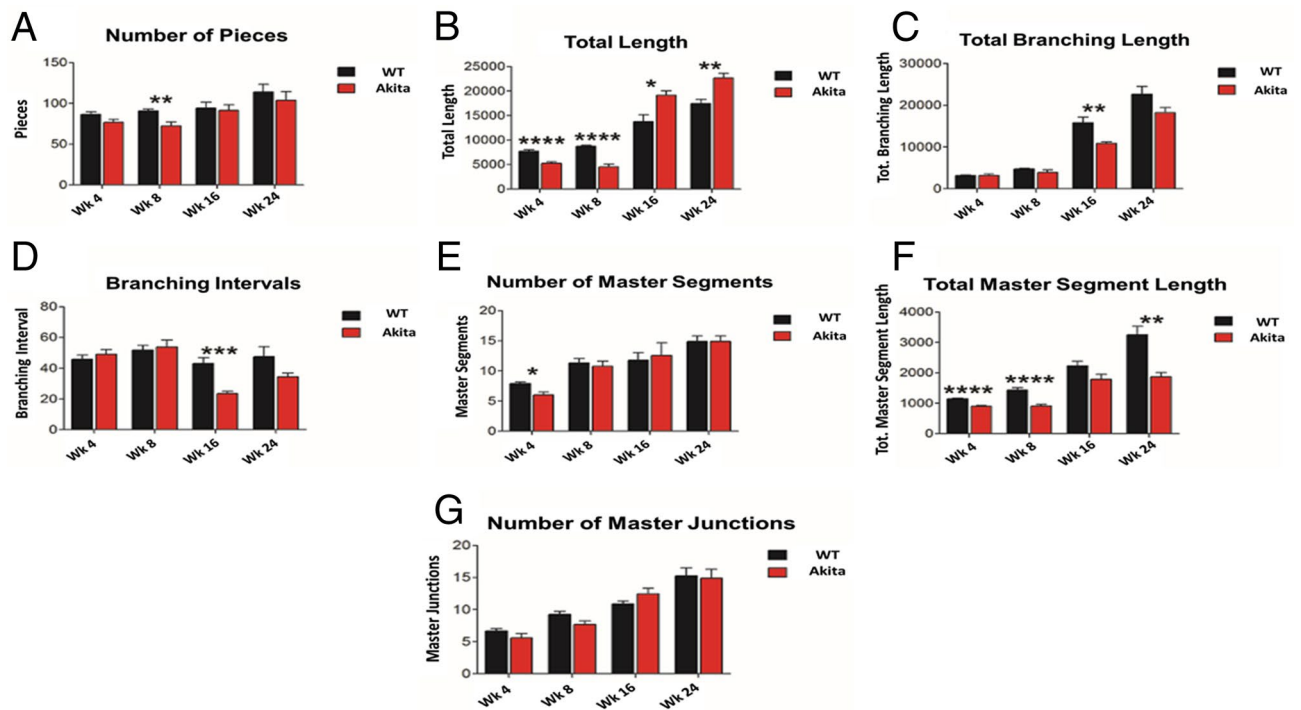 A
Number of Pieces
150
100
50
0
Pieces
**
Wk 4
Wk 8
Wk 16
Wk 24
WT
Akita
B
Total Length
25000
20000
15000
10000
5000
0
Total Length
****
****
*
**
Wk 4
Wk 8
Wk 16
Wk 24
WT
Akita
C
Total Branching Length
30000
20000
10000
0
Tot. Branching Length
**
Wk 4
Wk 8
Wk 16
Wk 24
WT
Akita
D
Branching Intervals
80
60
40
20
0
Branching Interval
***
Wk 4
Wk 8
Wk 16
Wk 24
WT
Akita
E
Number of Master Segments
20
15
10
5
0
Master Segments
*
Wk 4
Wk 8
Wk 16
Wk 24
WT
Akita
F
Total Master Segment Length
4000
3000
2000
1000
0
Tot. Master Segment Length
****
****
**
Wk 4
Wk 8
Wk 16
Wk 24
WT
Akita
G
Number of Master Junctions
20
15
10
5
0
Master Junctions
Wk 4
Wk 8
Wk 16
Wk 24
WT
Akita